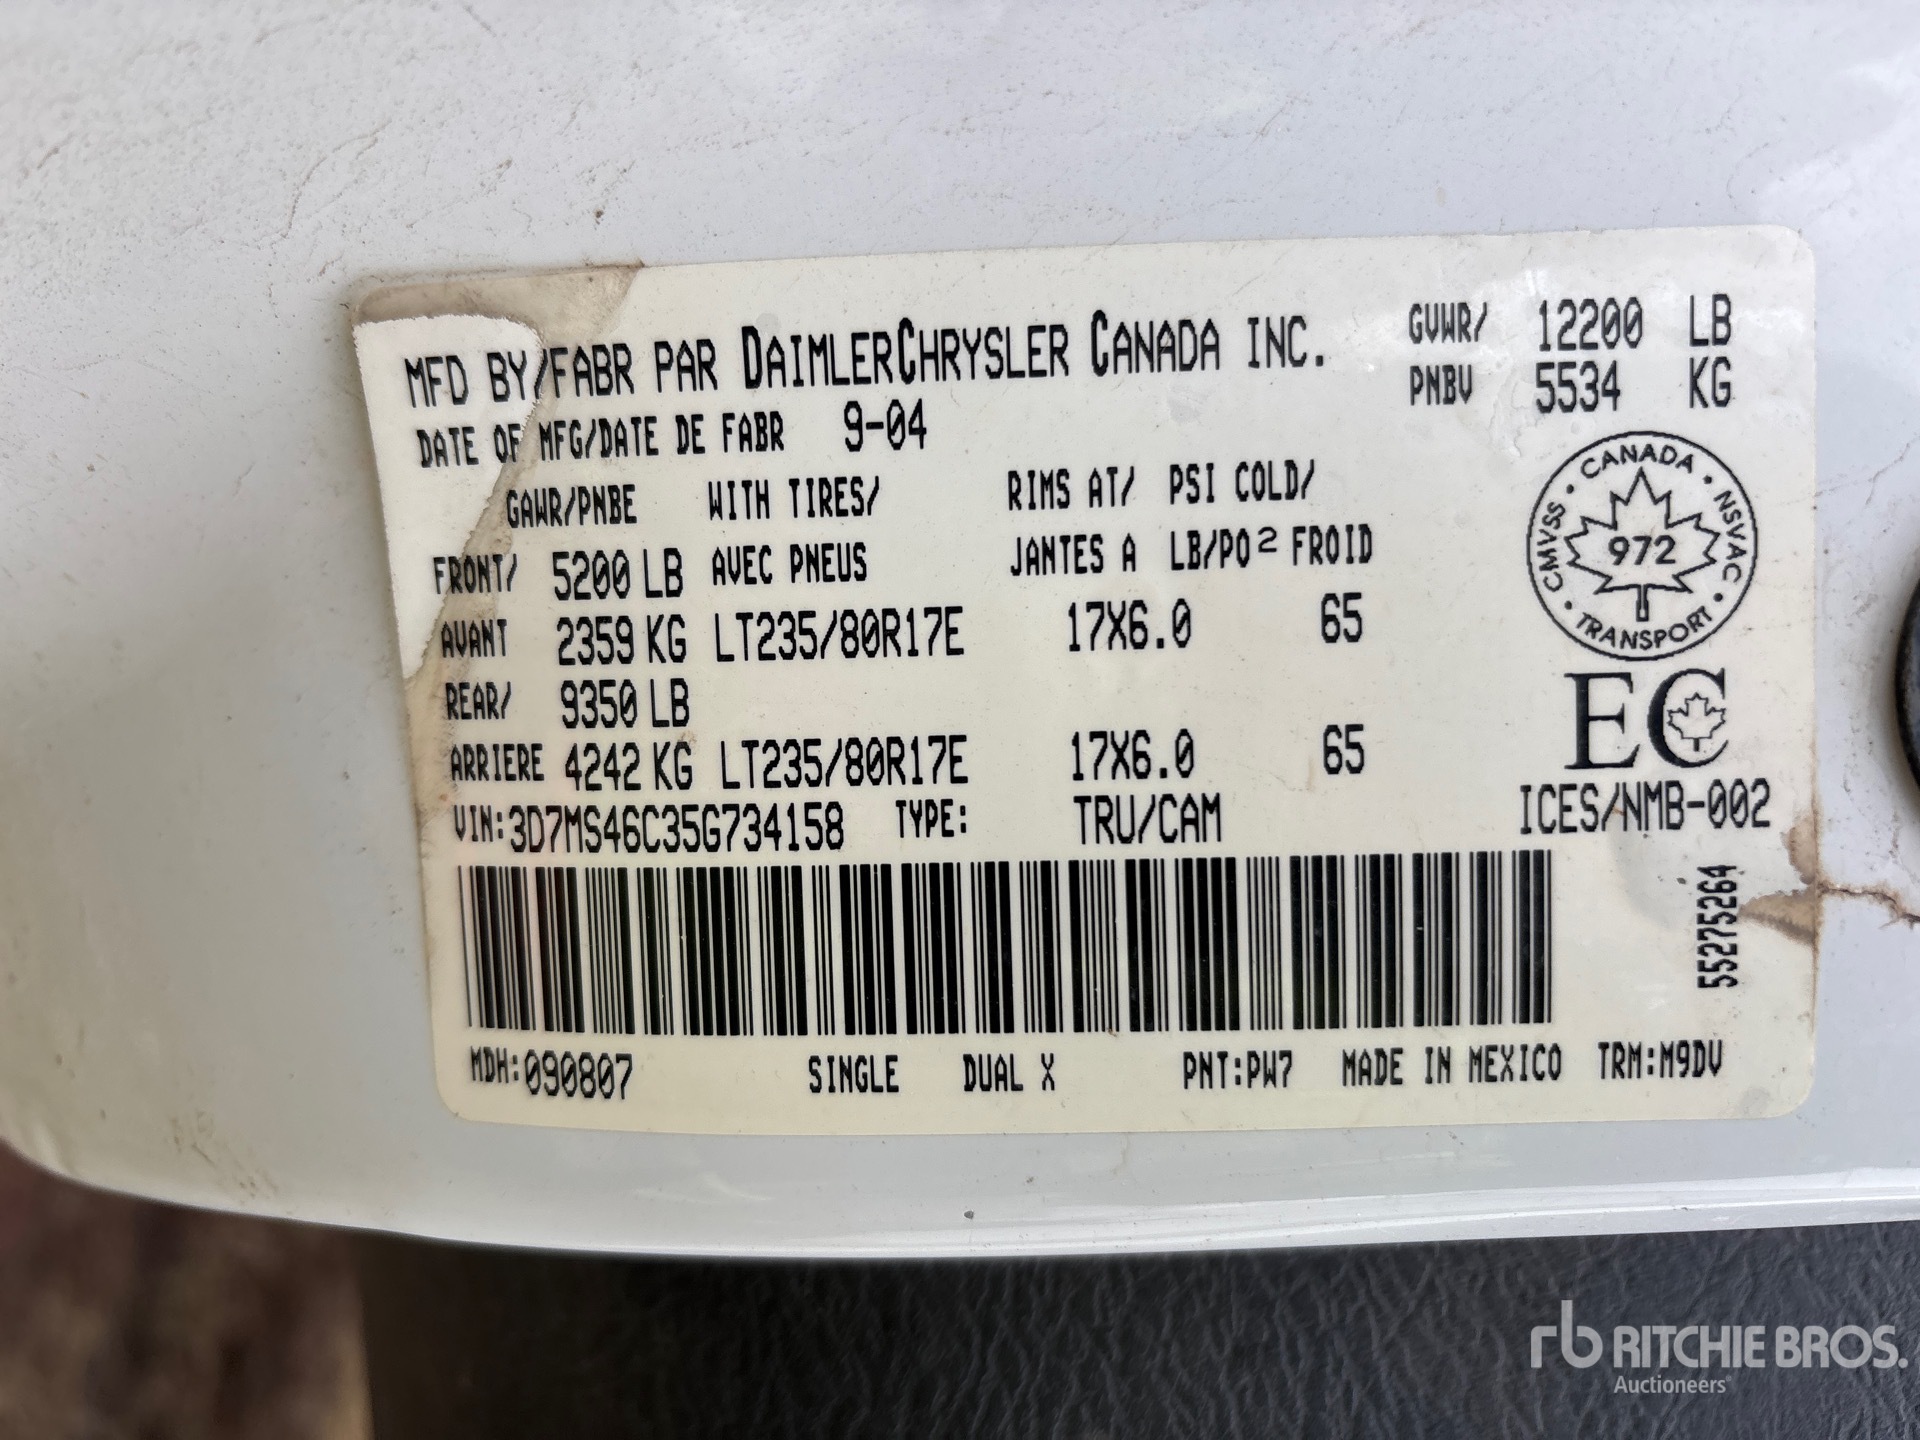 MFD BY/FABR PAR DAIMLERCHRYSLER CANADA INC.
GVWR/ 12200 LB
PNBV 5534 KG
DATE OF MFG/DATE DE FABR 9-04
GAWR/PNBE WITH TIRES/ RIMS AT/ PSI COLD/
FRONT/ 5200 LB AVEC PNEUS JANTES A LB/PO² FROID
AVANT 2359 KG LT235/80R17E 17X6.0 65
REAR/ 9350 LB
ARRIERE 4242 KG LT235/80R17E 17X6.0 65
CANADA · NSVAC · TRANSPORT · CMVSS ·
972
EC
ICES/NMB-002
VIN:3D7MS46C35G734158 TYPE: TRU/CAM
55275264
MDH:090807 SINGLE DUAL X PNT:PW7 MADE IN MEXICO TRM:M9DV
rb RITCHIE BROS.
Auctioneers